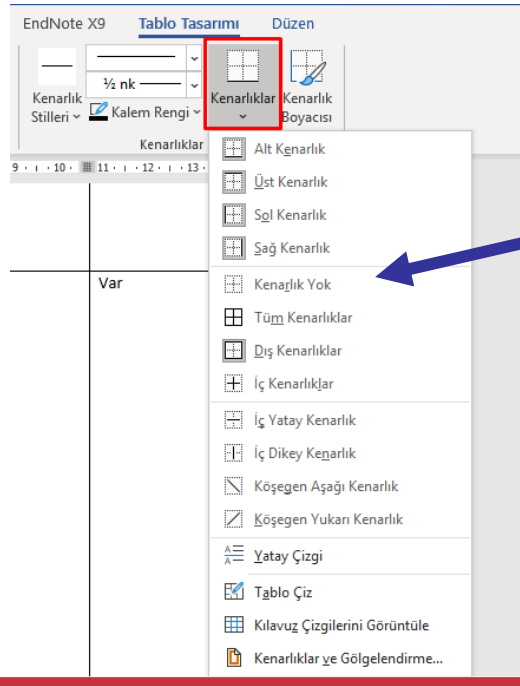 EndNote X9 Tablo Tasarımı Düzen
½ nk
Kenarlık Stilleri
Kalem Rengi
Kenarlıklar
Kenarlık Boyacısı
Kenarlıklar
9 · ı · 10 · 11 · ı · 12 · ı · 13 ·
Var
Alt Kenarlık
Üst Kenarlık
Sol Kenarlık
Sağ Kenarlık
Kenarlık Yok
Tüm Kenarlıklar
Dış Kenarlıklar
İç Kenarlıklar
İç Yatay Kenarlık
İç Dikey Kenarlık
Köşegen Aşağı Kenarlık
Köşegen Yukarı Kenarlık
Yatay Çizgi
Tablo Çiz
Kılavuz Çizgilerini Görüntüle
Kenarlıklar ve Gölgelendirme...